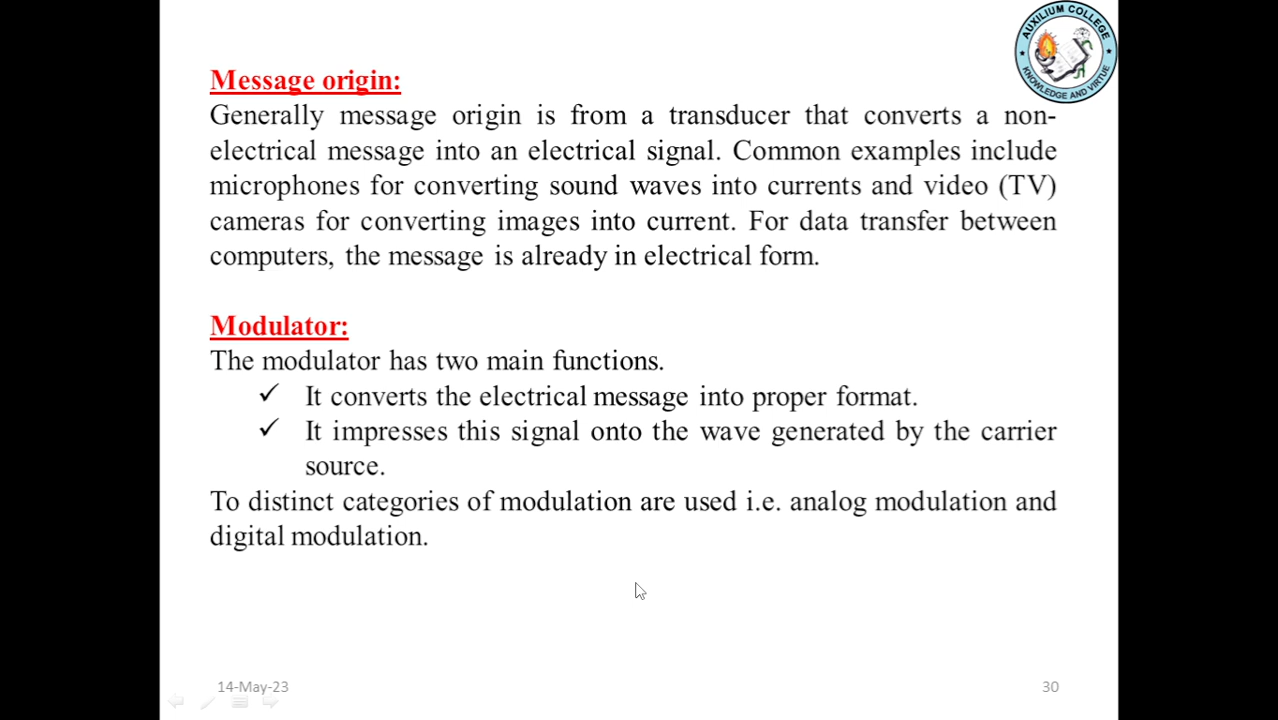 AUXILIUM COLLEGE
KNOWLEDGE AND VIRTUE
Message origin:
Generally message origin is from a transducer that converts a non-
electrical message into an electrical signal. Common examples include
microphones for converting sound waves into currents and video (TV)
cameras for converting images into current. For data transfer between
computers, the message is already in electrical form.
Modulator:
The modulator has two main functions.
✓ It converts the electrical message into proper format.
✓ It impresses this signal onto the wave generated by the carrier
source.
To distinct categories of modulation are used i.e. analog modulation and
digital modulation.
14-May-23
30